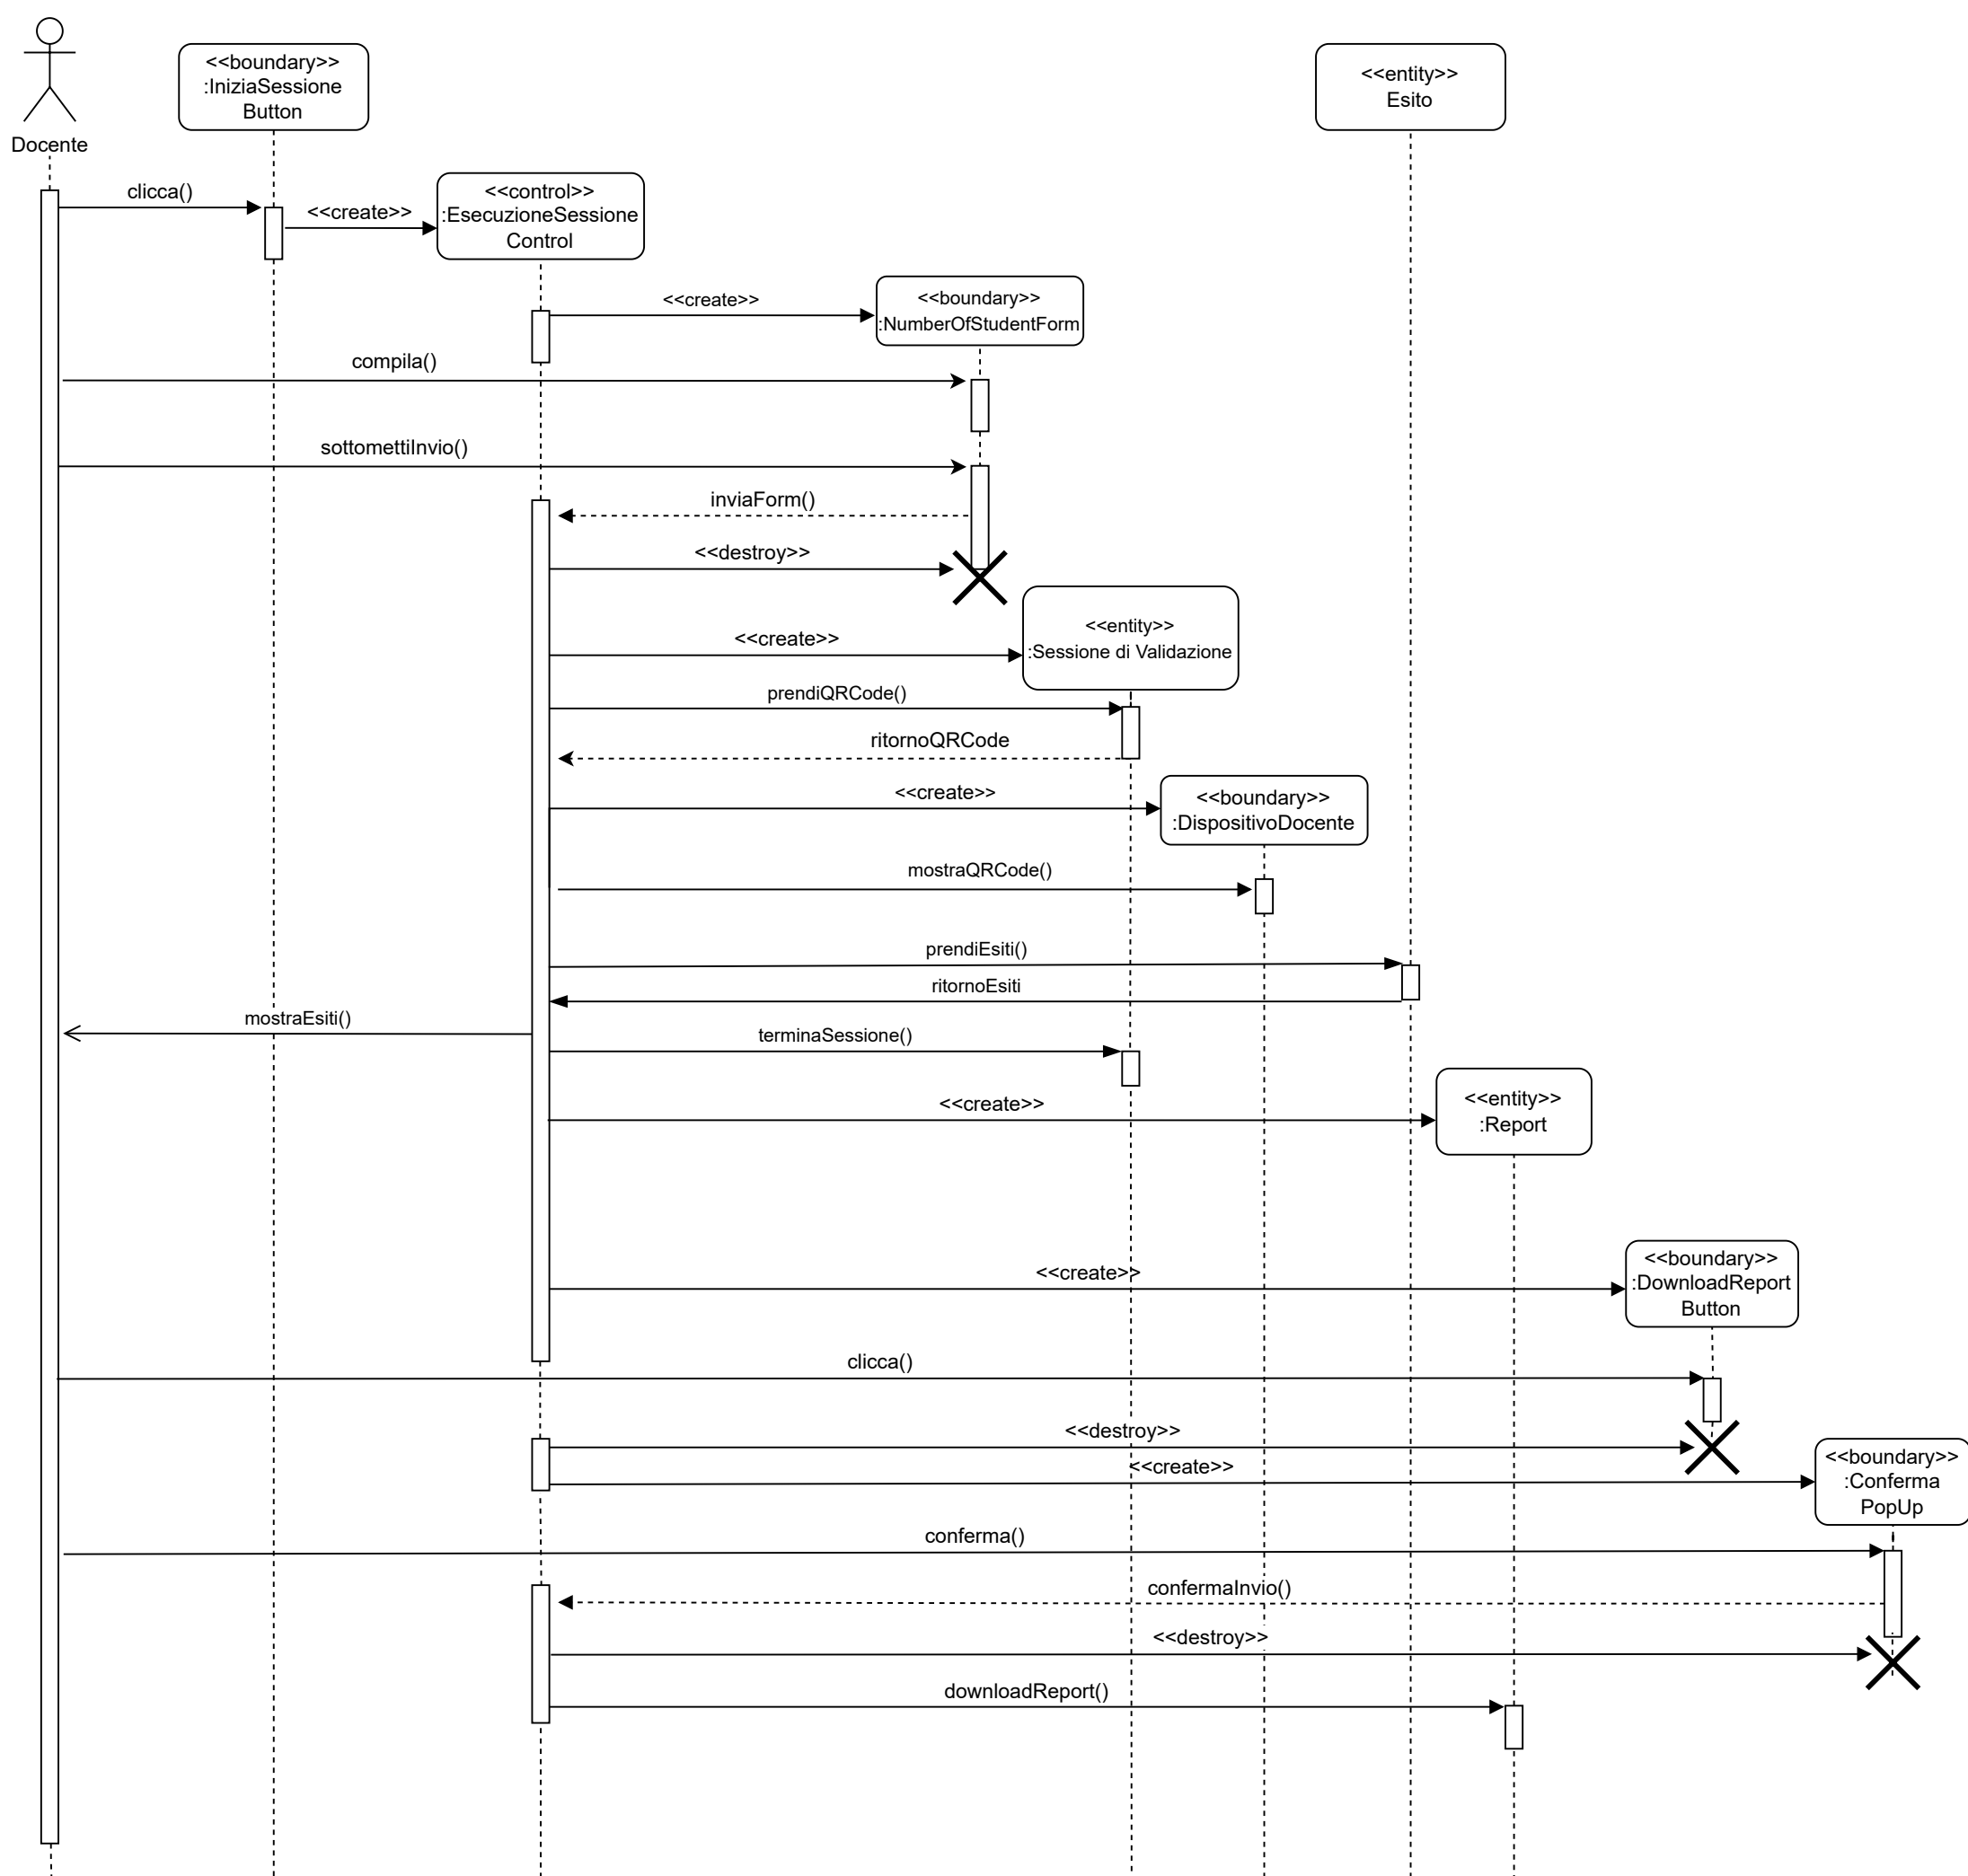 Docente
<<boundary>>
:IniziaSessione
Button
<<entity>>
Esito
clicca()
<<create>>
<<control>>
:EsecuzioneSessione
Control
<<create>>
<<boundary>>
:NumberOfStudentForm
compila()
sottomettiInvio()
inviaForm()
<<destroy>>
<<create>>
<<entity>>
:Sessione di Validazione
prendiQRCode()
ritornoQRCode
<<create>>
<<boundary>>
:DispositivoDocente
mostraQRCode()
prendiEsiti()
ritornoEsiti
mostraEsiti()
terminaSessione()
<<create>>
<<entity>>
:Report
<<create>>
<<boundary>>
:DownloadReport
Button
clicca()
<<destroy>>
<<create>>
<<boundary>>
:Conferma
PopUp
conferma()
confermaInvio()
<<destroy>>
downloadReport()